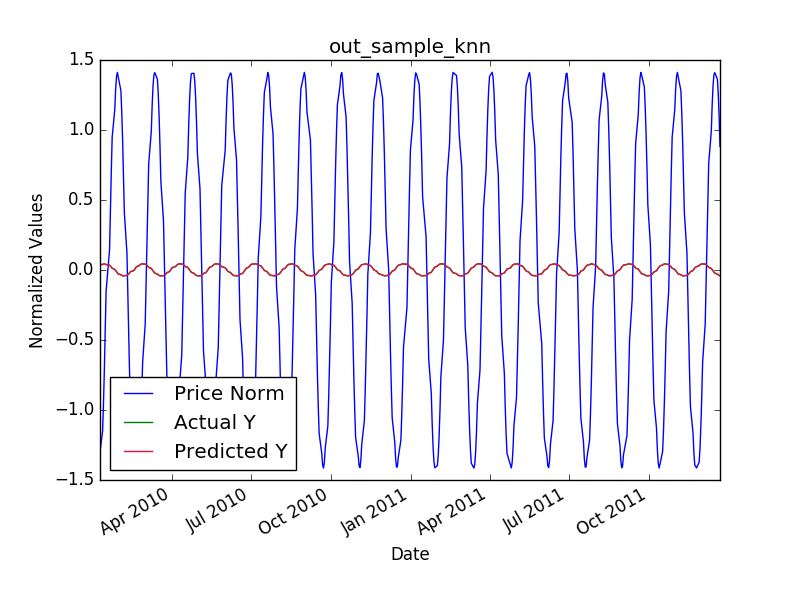 out_sample_knn
1.5
1.0
0.5
0.0
−0.5
−1.0
−1.5
Normalized Values
Price Norm
Actual Y
Predicted Y
Apr 2010
Jul 2010
Oct 2010
Jan 2011
Apr 2011
Jul 2011
Oct 2011
Date